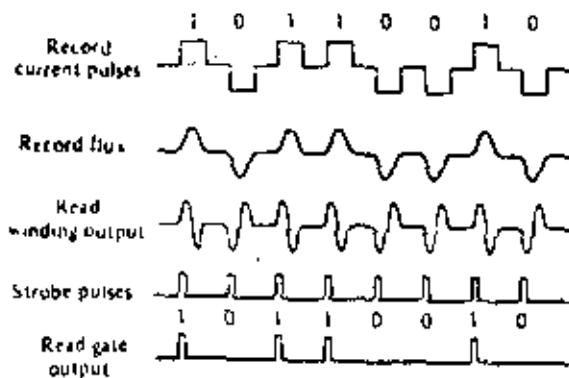 1 0 1 1 0 0 1 0
Record
current pulses
Record flux
Read
winding output
Strobe pulses
1 0 1 1 0 0 1 0
Read gate
output